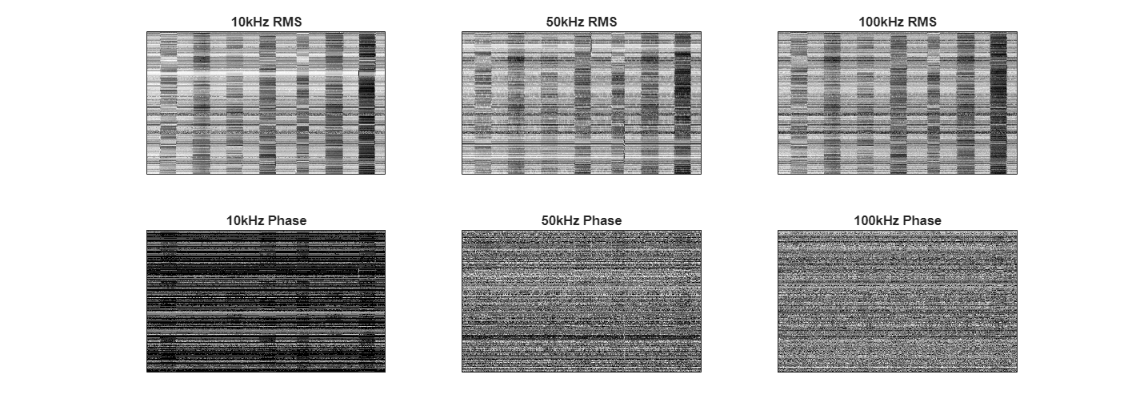 10kHz RMS
50kHz RMS
100kHz RMS
10kHz Phase
50kHz Phase
100kHz Phase